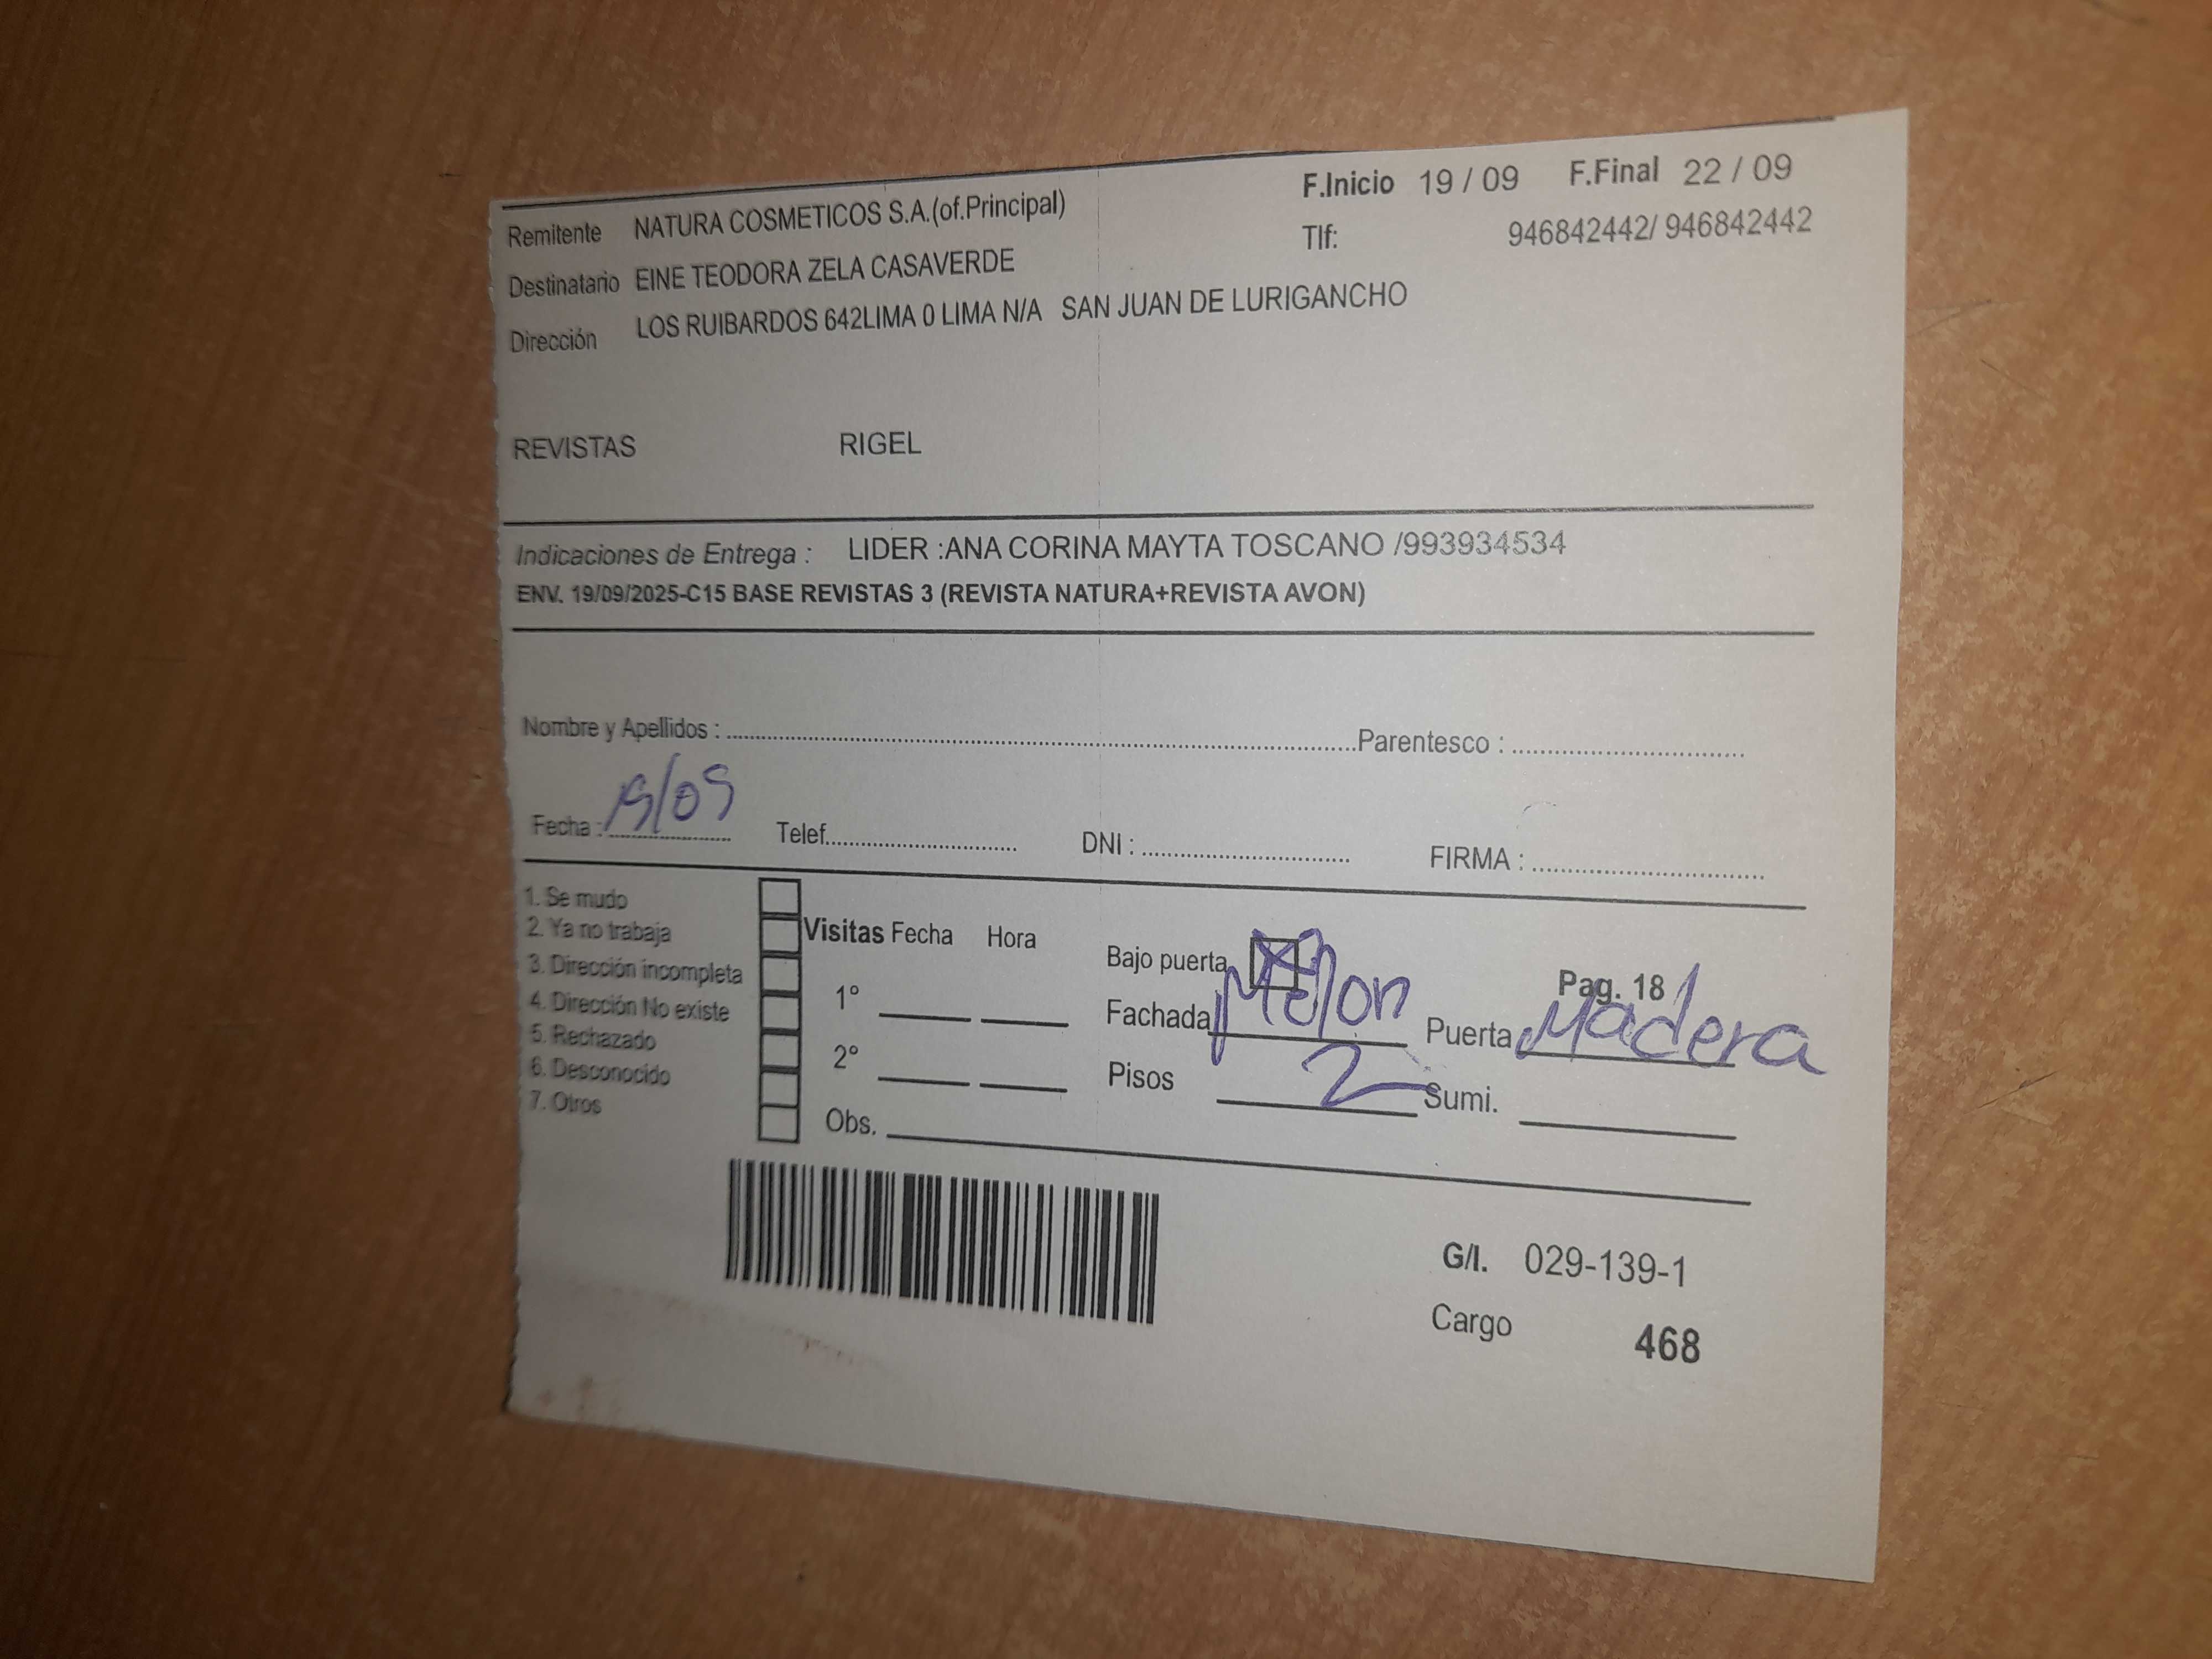 F.Inicio 19 / 09 F.Final 22 / 09
Remitente NATURA COSMETICOS S.A.(of.Principal)
Tlf: 946842442/ 946842442
Destinatario EINE TEODORA ZELA CASAVERDE
Dirección LOS RUIBARDOS 642LIMA 0 LIMA N/A SAN JUAN DE LURIGANCHO
REVISTAS RIGEL
Indicaciones de Entrega : LIDER :ANA CORINA MAYTA TOSCANO /993934534
ENV. 19/09/2025-C15 BASE REVISTAS 3 (REVISTA NATURA+REVISTA AVON)
Nombre y Apellidos : Parentesco :
Fecha : 19/09 Telef. DNI : FIRMA :
1. Se mudo
2. Ya no trabaja
3. Dirección incompleta
4. Dirección No existe
5. Rechazado
6. Desconocido
7. Otros
Visitas Fecha Hora
1°
2°
Obs.
Bajo puerta X Pag. 18
Fachada Melon Puerta Madera
Pisos 2 Sumi.
G/I. 029-139-1
Cargo 468